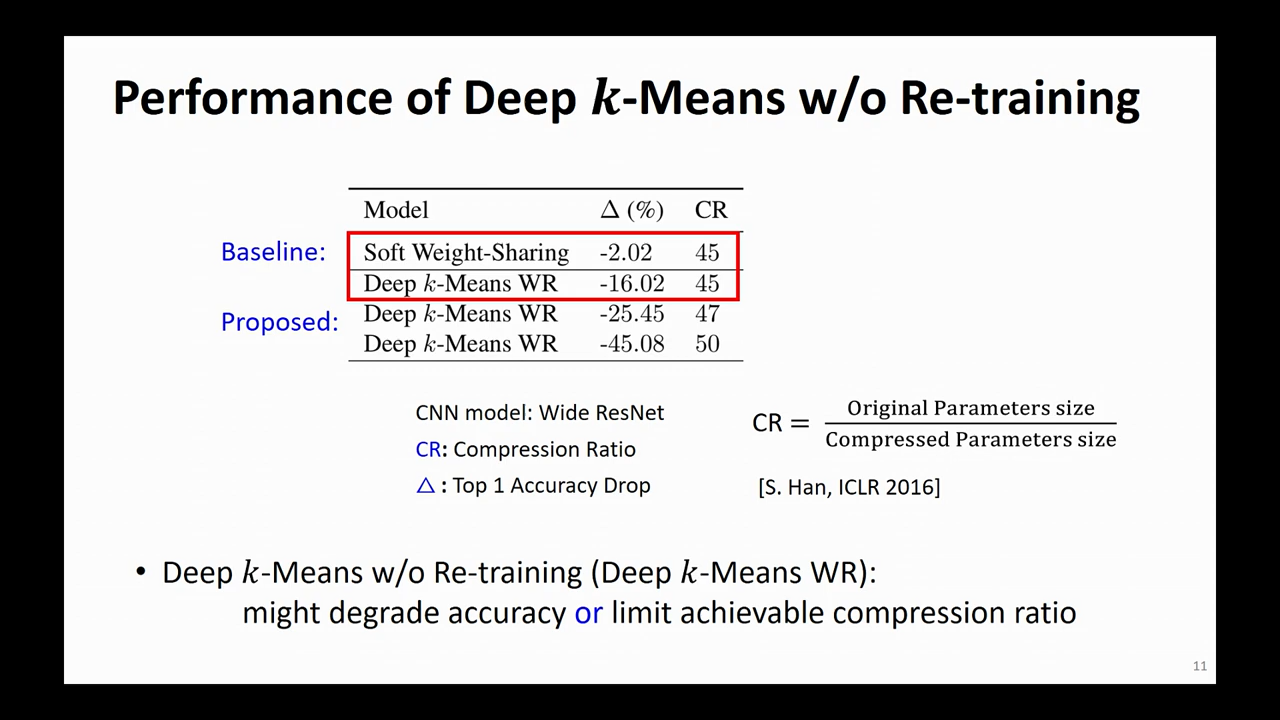 Performance of Deep k-Means w/o Re-training
Model Δ (%) CR
Baseline: Soft Weight-Sharing -2.02 45
Deep k-Means WR -16.02 45
Proposed: Deep k-Means WR -25.45 47
Deep k-Means WR -45.08 50
CNN model: Wide ResNet
CR: Compression Ratio
△ : Top 1 Accuracy Drop
CR = Original Parameters size
Compressed Parameters size
[S. Han, ICLR 2016]
• Deep k-Means w/o Re-training (Deep k-Means WR):
might degrade accuracy or limit achievable compression ratio
11